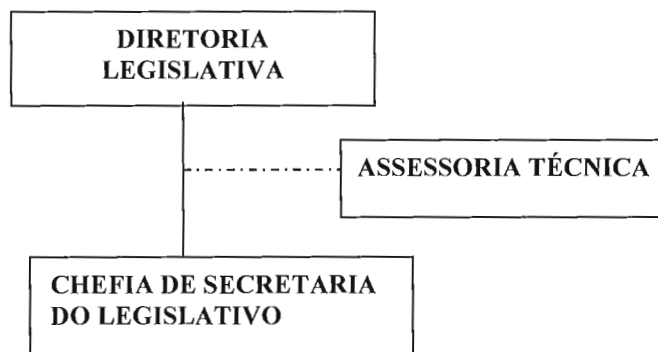 DIRETORIA
LEGISLATIVA
ASSESSORIA TÉCNICA
CHEFIA DE SECRETARIA
DO LEGISLATIVO